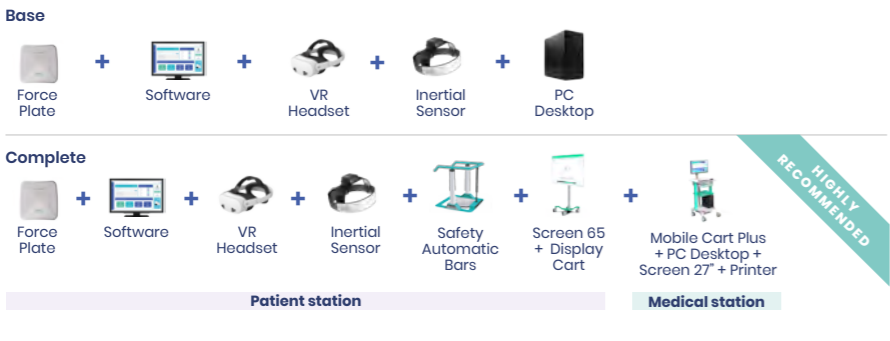 Base
+ + + +
Force Plate
Software
VR Headset
Inertial Sensor
PC Desktop
Complete
HIGHLY RECOMMENDED
+ + + + + +
Force Plate
Software
VR Headset
Inertial Sensor
Safety Automatic Bars
Screen 65 + Display Cart
Mobile Cart Plus + PC Desktop + Screen 27" + Printer
Patient station
Medical station